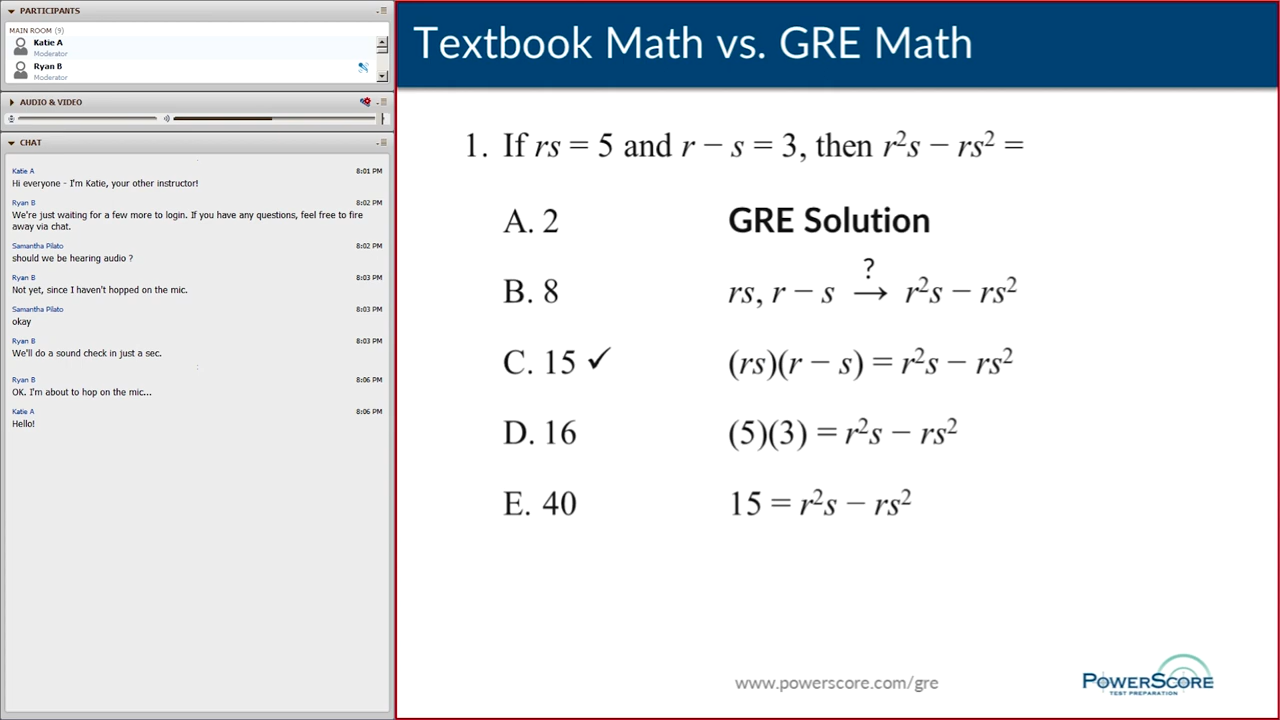 PARTICIPANTS
MAIN ROOM (9)
Katie A
Moderator
Ryan B
Moderator
AUDIO & VIDEO
CHAT
Katie A 8:01 PM
Hi everyone - I'm Katie, your other instructor!
Ryan B 8:02 PM
We're just waiting for a few more to login. If you have any questions, feel free to fire
away via chat.
Samantha Pilato 8:02 PM
should we be hearing audio ?
Ryan B 8:03 PM
Not yet, since I haven't hopped on the mic.
Samantha Pilato 8:03 PM
okay
Ryan B 8:03 PM
We'll do a sound check in just a sec.
Ryan B 8:06 PM
OK. I'm about to hop on the mic...
Katie A 8:06 PM
Hello!
Textbook Math vs. GRE Math
1. If rs = 5 and r − s = 3, then r²s − rs² =
A. 2
B. 8
C. 15 ✓
D. 16
E. 40
GRE Solution
?
rs, r − s → r²s − rs²
(rs)(r − s) = r²s − rs²
(5)(3) = r²s − rs²
15 = r²s − rs²
www.powerscore.com/gre
POWERSCORE
TEST PREPARATION